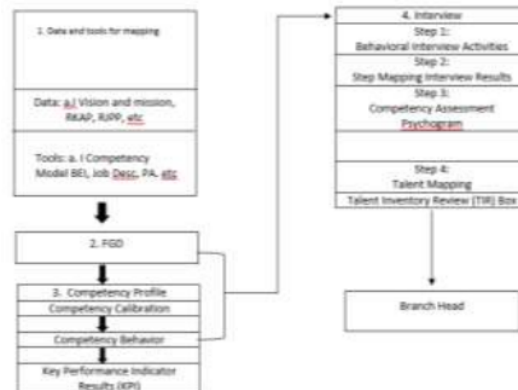 1. Data and tools for mapping
Data: a.I Vision and mission,
RKAP, RJPP, etc
Tools: a. I Competency
Model BEI, Job Desc, PA, etc
2. FGD
3. Competency Profile
Competency Calibration
Competency Behavior
Key Performance Indicator
Results (KPI)
4. Interview
Step 1:
Behavioral Interview Activities
Step 2:
Step Mapping Interview Results
Step 3:
Competency Assessment
Psychogram
Step 4:
Talent Mapping
Talent Inventory Review (TIR) Box
Branch Head